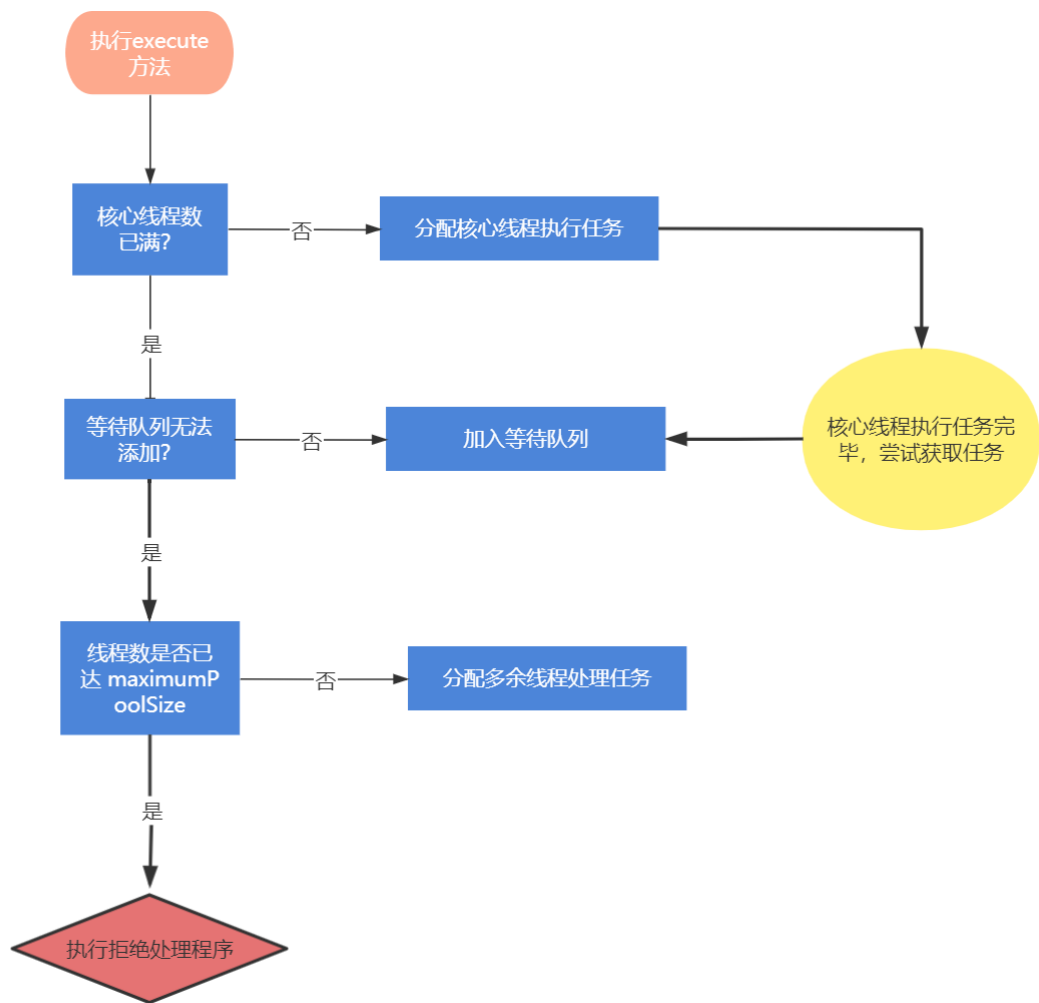 执行execute
方法
核心线程数
已满?
否
分配核心线程执行任务
是
等待队列无法
添加?
否
加入等待队列
核心线程执行任务完
毕，尝试获取任务
是
线程数是否已
达 maximumP
oolSize
否
分配多余线程处理任务
是
执行拒绝处理程序